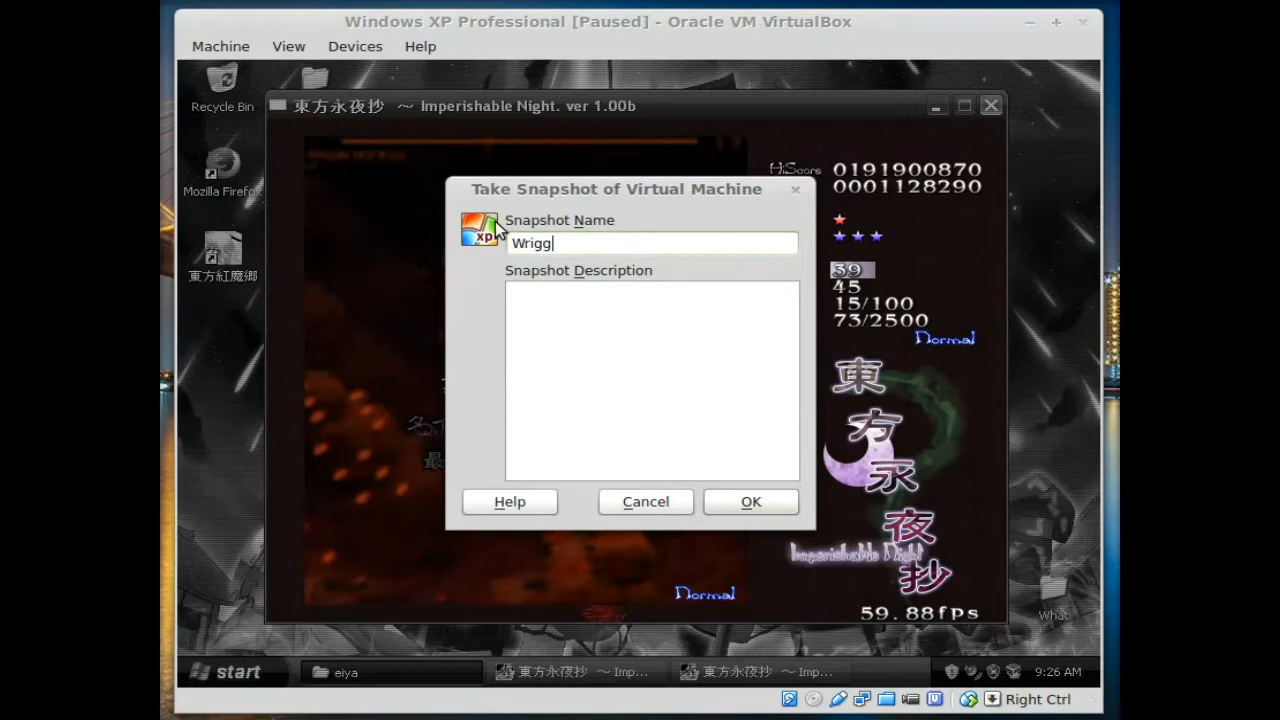 Windows XP Professional [Paused] - Oracle VM VirtualBox
Machine View Devices Help
Recycle Bin
東方永夜抄 ～ Imperishable Night. ver 1.00b
Mozilla Firefox
東方紅魔郷
HiScore 0191900870
0001128290
39
45
15/100
73/2500
Normal
Take Snapshot of Virtual Machine
xp
Snapshot Name
Wrigg
Snapshot Description
Help Cancel OK
東方永夜抄
Imperishable Night
Normal
Enemy
59.88fps
What
start
eiya
東方永夜抄 ～ Imp...
東方永夜抄 ～ Imp...
9:26 AM
Right Ctrl